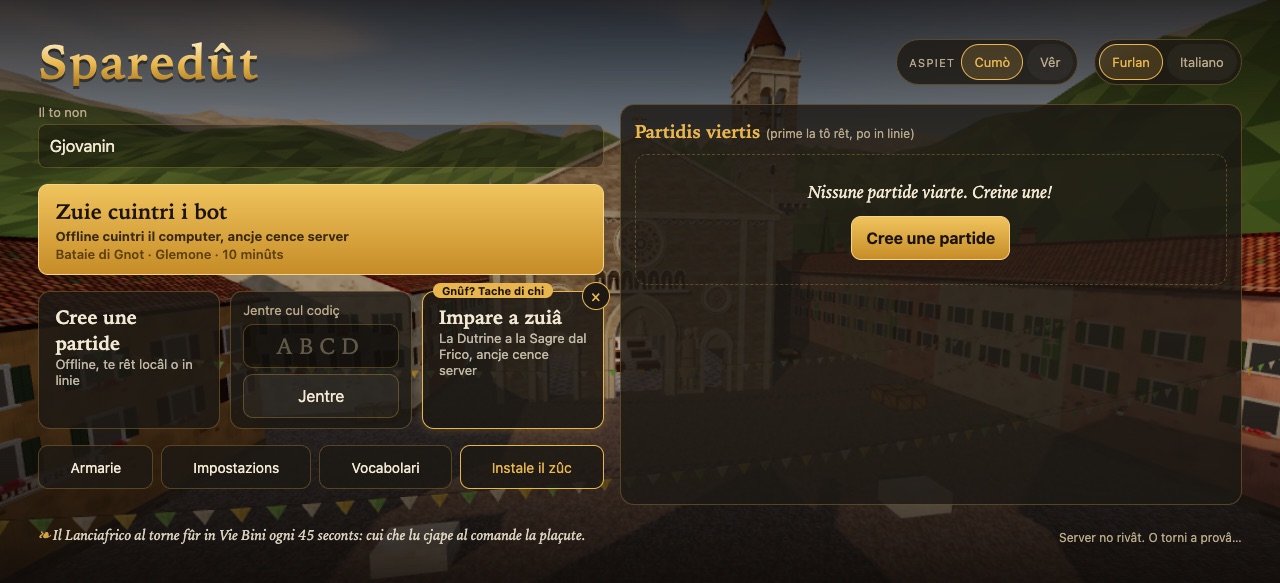 Sparedût
ASPIET Cumò Vêr
Furlan Italiano
Il to non
Gjovanin
Zuie cuintri i bot
Offline cuintri il computer, ancje cence server
Bataie di Gnot · Glemone · 10 minûts
Cree une
partide
Offline, te rêt locâl o in
linie
Jentre cul codiç
ABCD
Jentre
Gnûf? Tache di chi
×
Impare a zuiâ
La Dutrine a la Sagre dal
Frico, ancje cence
server
Armarie
Impostazions
Vocabolari
Instale il zûc
Partidis viertis (prime la tô rêt, po in linie)
Nissune partide viarte. Creine une!
Cree une partide
❧ Il Lanciafrico al torne fûr in Vie Bini ogni 45 seconts: cui che lu cjape al comande la plaçute.
Server no rivât. O torni a provâ…